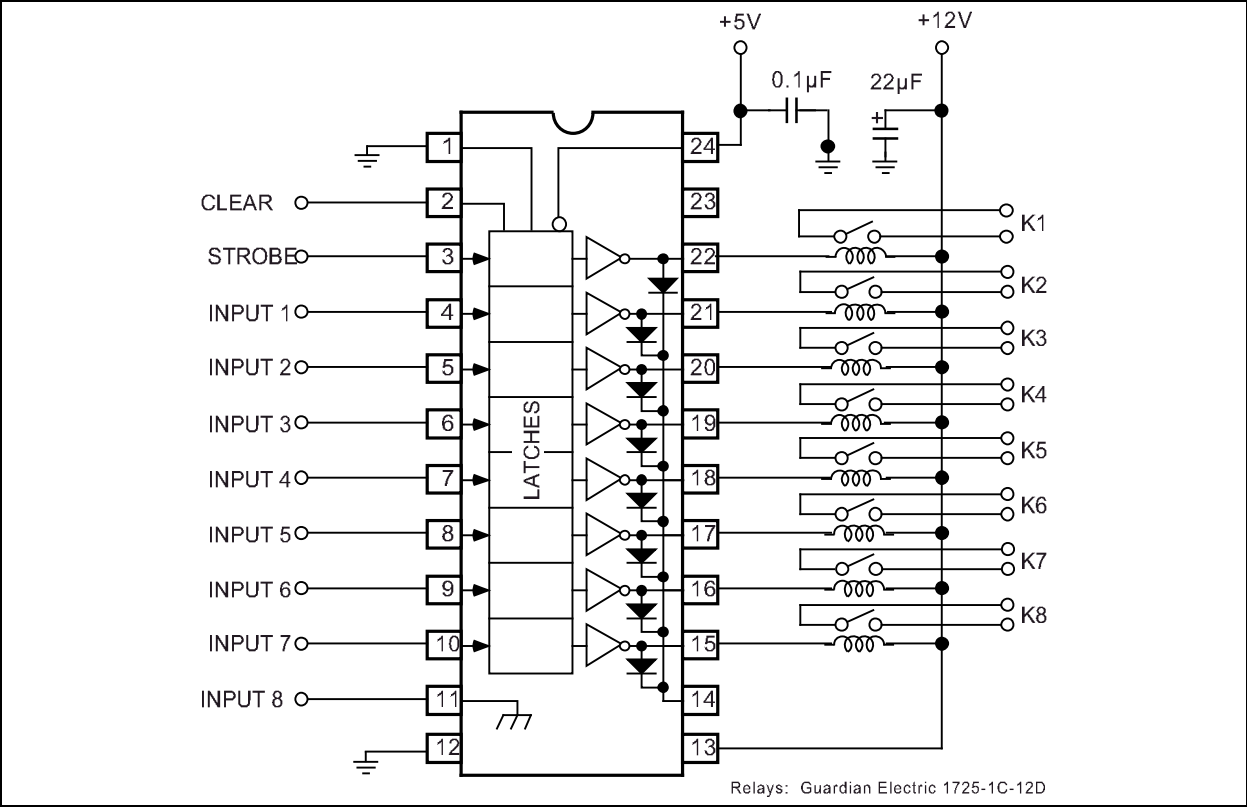 +5V
+12V
0.1µF
22µF
+
1
24
CLEAR
2
23
K1
STROBE
3
22
K2
INPUT 1
4
21
K3
INPUT 2
5
20
K4
INPUT 3
6
19
LATCHES
K5
INPUT 4
7
18
K6
INPUT 5
8
17
K7
INPUT 6
9
16
K8
INPUT 7
10
15
INPUT 8
11
14
12
13
Relays: Guardian Electric 1725-1C-12D